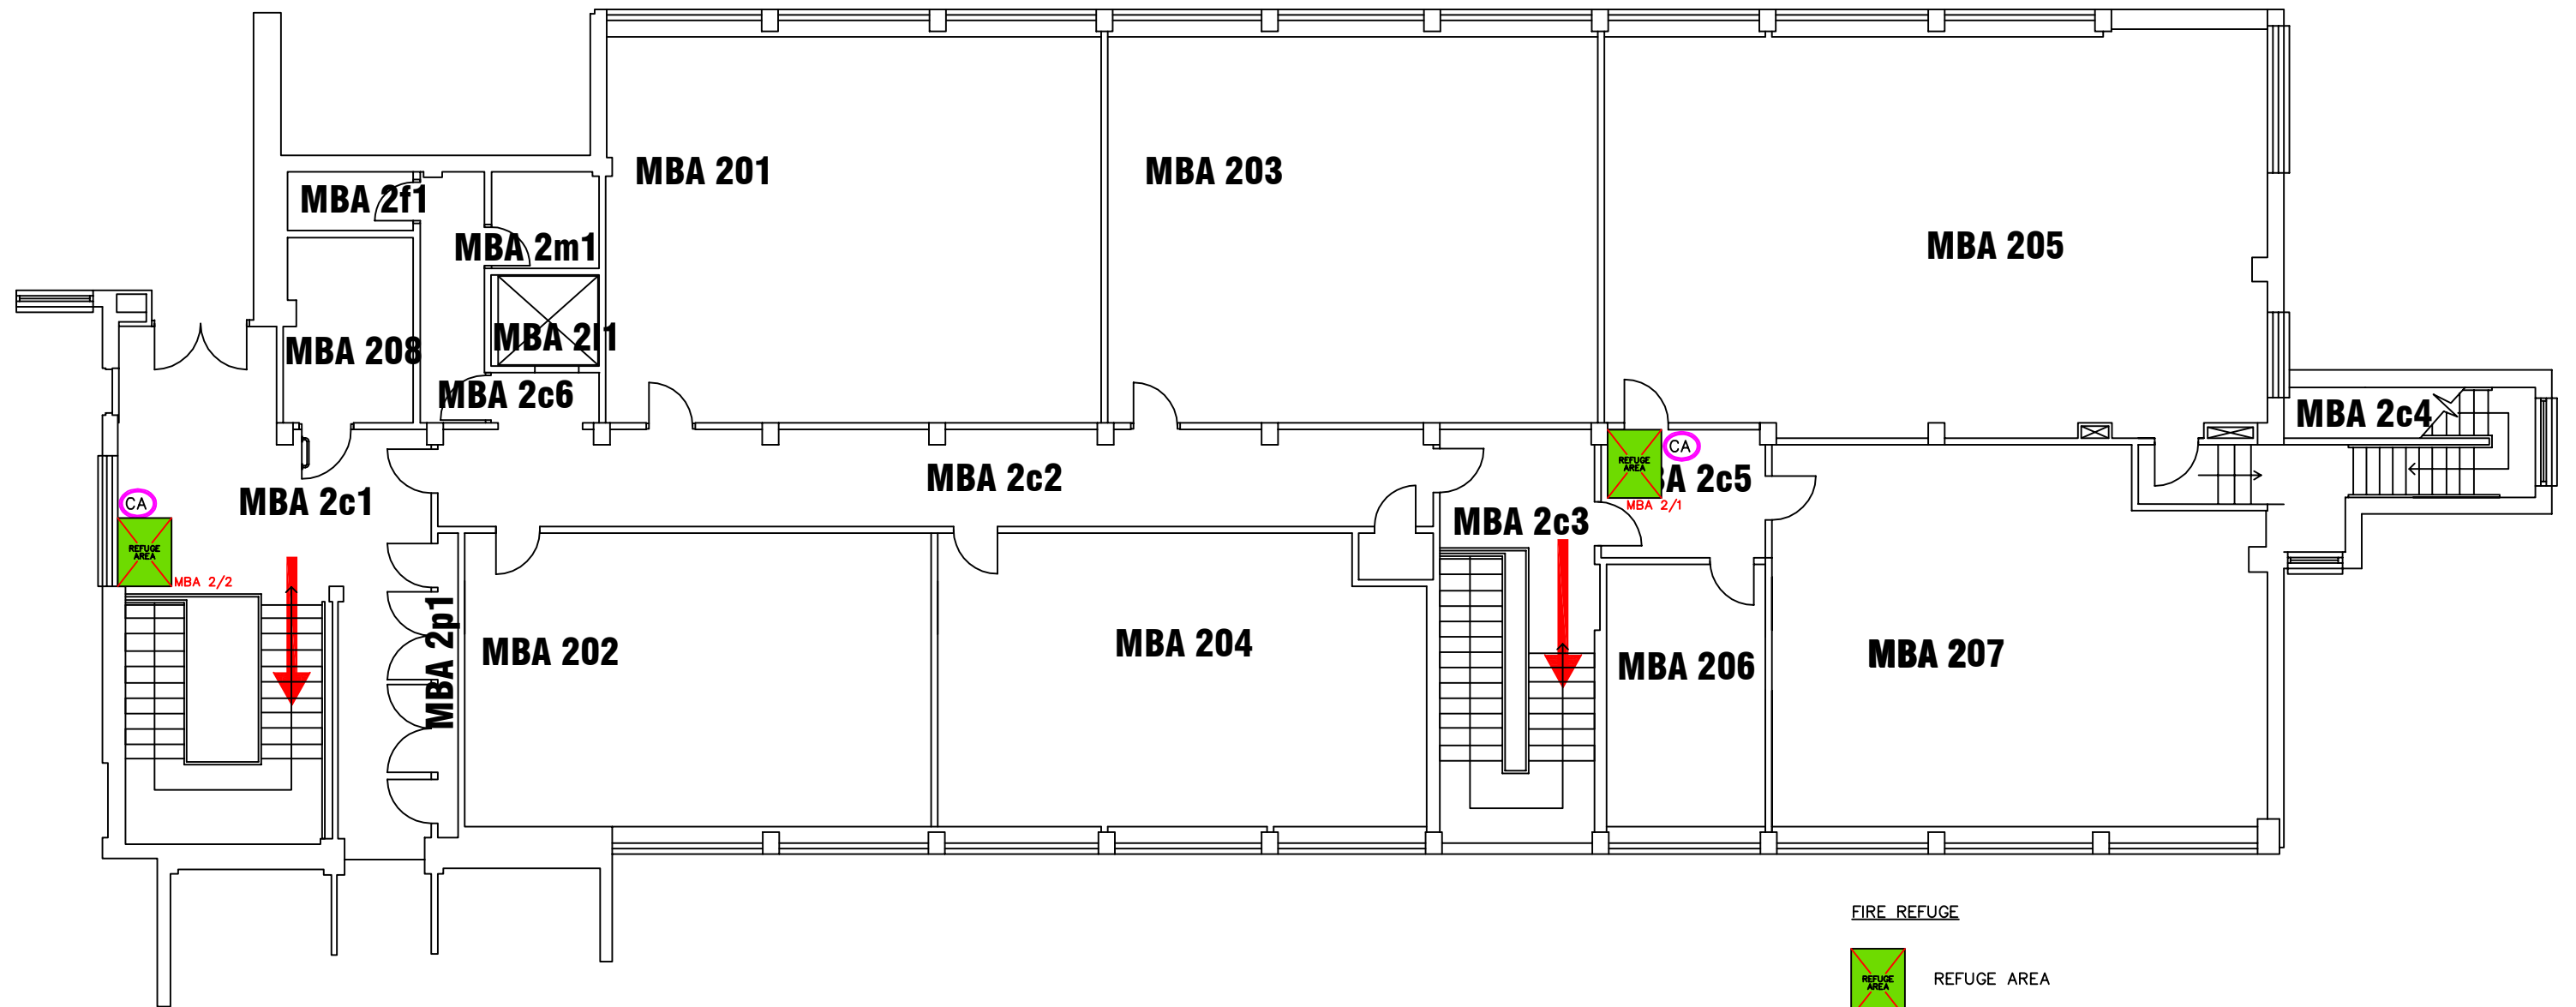 MBA 201
MBA 203
MBA 2f1
MBA 2m1
MBA 205
MBA 2l1
MBA 208
MBA 2c6
MBA 2c4
CA
REFUGE
AREA
MBA 2c2
BA 2c5
MBA 2/1
CA
MBA 2c1
MBA 2c3
REFUGE
AREA
MBA 2/2
MBA 2p1
MBA 202
MBA 204
MBA 206
MBA 207
FIRE REFUGE
REFUGE
AREA
REFUGE AREA